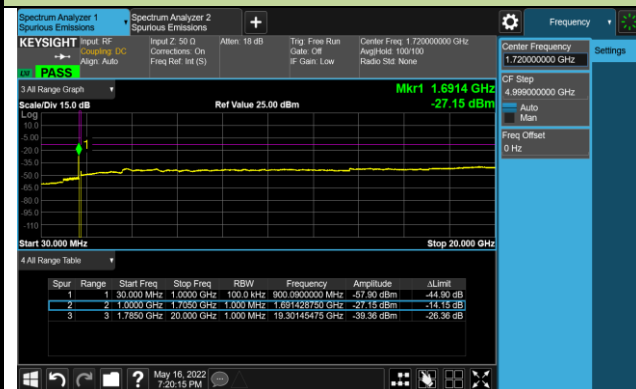 Spectrum Analyzer 1
Spurious Emissions
Spectrum Analyzer 2
Spurious Emissions
+
Frequency
KEYSIGHT
Input: RF
Coupling: DC
Align: Auto
Input Z: 50 Ω
Corrections: On
Freq Ref: Int (S)
Atten: 18 dB
Trig: Free Run
Gate: Off
IF Gain: Low
Center Freq: 1.720000000 GHz
Avg|Hold: 100/100
Radio Std: None
PASS
Center Frequency
1.720000000 GHz
Settings
CF Step
4.999000000 GHz
Auto
Man
Freq Offset
0 Hz
3 All Range Graph
Mkr1 1.6914 GHz
Scale/Div 15.0 dB
Ref Value 25.00 dBm
-27.15 dBm
Log
10.0
-5.00
-20.0
-35.0
-50.0
-65.0
-80.0
-95.0
-110
1
Start 30.000 MHz
Stop 20.000 GHz
4 All Range Table
Spur Range Start Freq Stop Freq RBW Frequency Amplitude ΔLimit
1 1 30.000 MHz 1.0000 GHz 100.0 kHz 900.0900000 MHz -57.90 dBm -44.90 dB
2 2 1.0000 GHz 1.7050 GHz 1.000 MHz 1.691428750 GHz -27.15 dBm -14.15 dB
3 3 1.7850 GHz 20.000 GHz 1.000 MHz 19.30145475 GHz -39.36 dBm -26.36 dB
?
May 16, 2022
7:20:15 PM